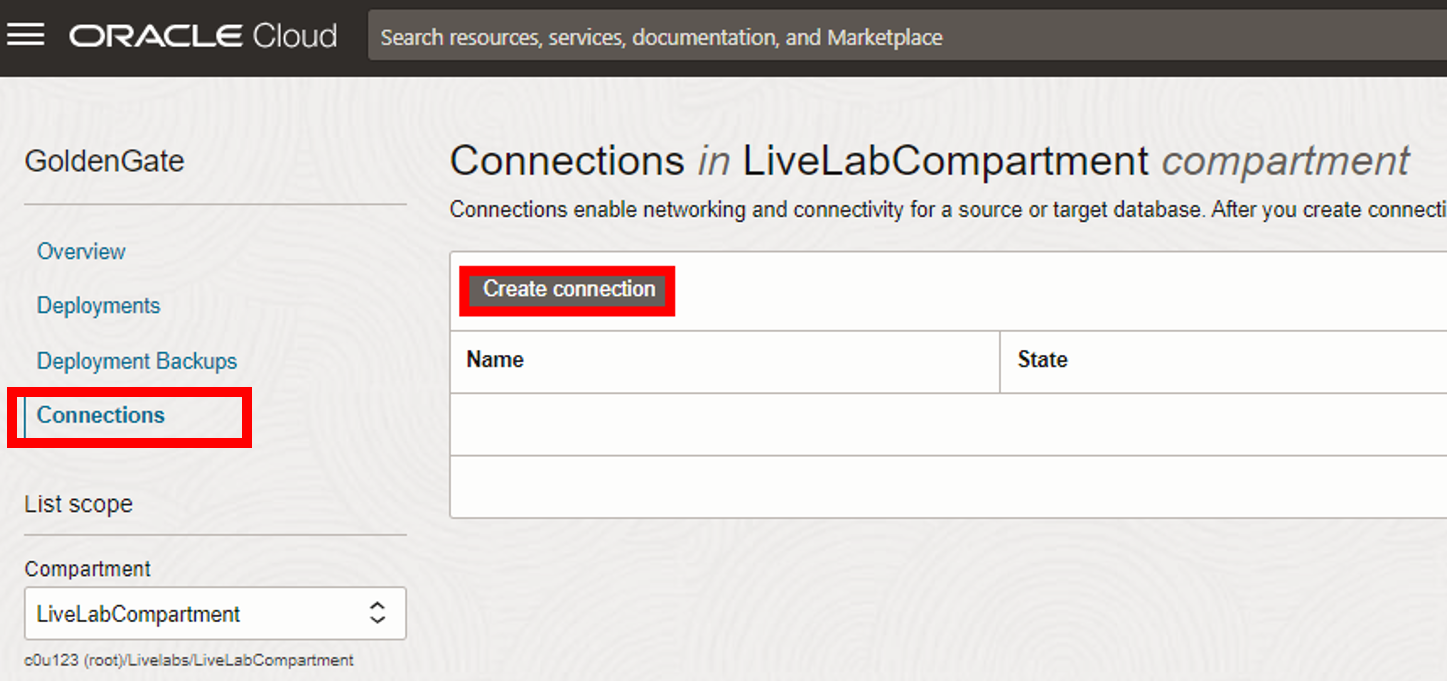 ORACLE Cloud
Search resources, services, documentation, and Marketplace
GoldenGate
Overview
Deployments
Deployment Backups
Connections
List scope
Compartment
LiveLabCompartment
c0u123 (root)/Livelabs/LiveLabCompartment
Connections in LiveLabCompartment compartment
Connections enable networking and connectivity for a source or target database. After you create connecti
Create connection
Name State